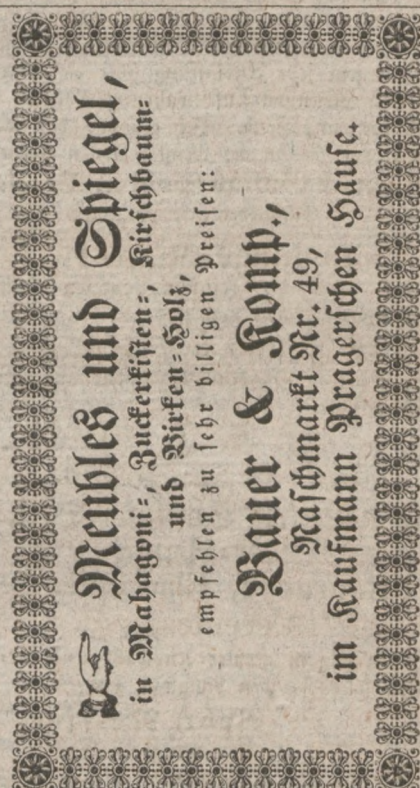 ☞ Meubles und Spiegel,
in Mahagoni-, Zuckerkisten-, Kirschbaum-
und Birken-Holz,
empfehlen zu sehr billigen Preisen:
Bauer & Komp.,
Naschmarkt Nr. 49,
im Kaufmann Pragerschen Hause.